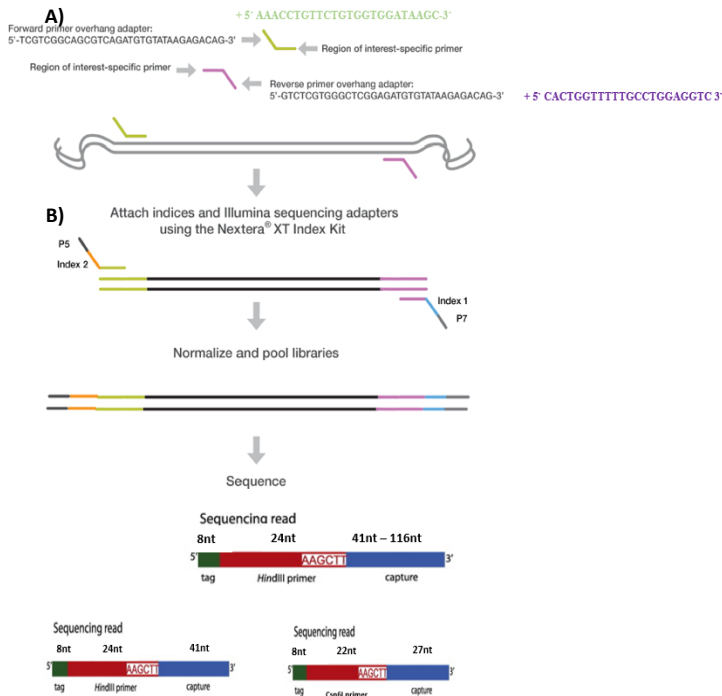 A)
+ 5' AAACCTGTTCTGTGGTGGATAAGC-3'
Forward primer overhang adapter:
5'-TCGTCGGCAGCGTCAGATGTGTATAAGAGACAG-3'
Region of interest-specific primer
Region of interest-specific primer
Reverse primer overhang adapter:
5'-GTCTCGTGGGCTCGGAGATGTGTATAAGAGACAG-3'
+ 5' CACTGGTTTTTGCCTGGAGGTC 3'
B)
Attach indices and Illumina sequencing adapters
using the Nextera® XT Index Kit
P5
Index 2
Index 1
P7
Normalize and pool libraries
Sequence
Sequencing read
8nt 24nt 41nt – 116nt
5' AAGCTT 3'
tag HindIII primer capture
Sequencing read
8nt 24nt 41nt
5' AAGCTT 3'
tag HindIII primer capture
Sequencing read
8nt 22nt 27nt
5' AAGCTT 3'
tag primer capture